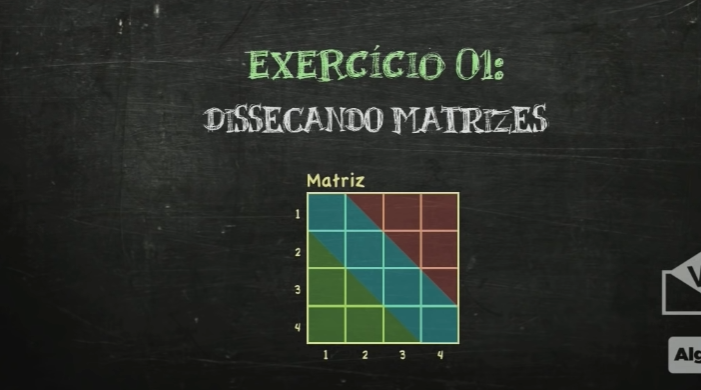 EXERCÍCIO 01:
DISSECANDO MATRIZES
Matriz
1
2
3
4
1 2 3 4
V
Alg